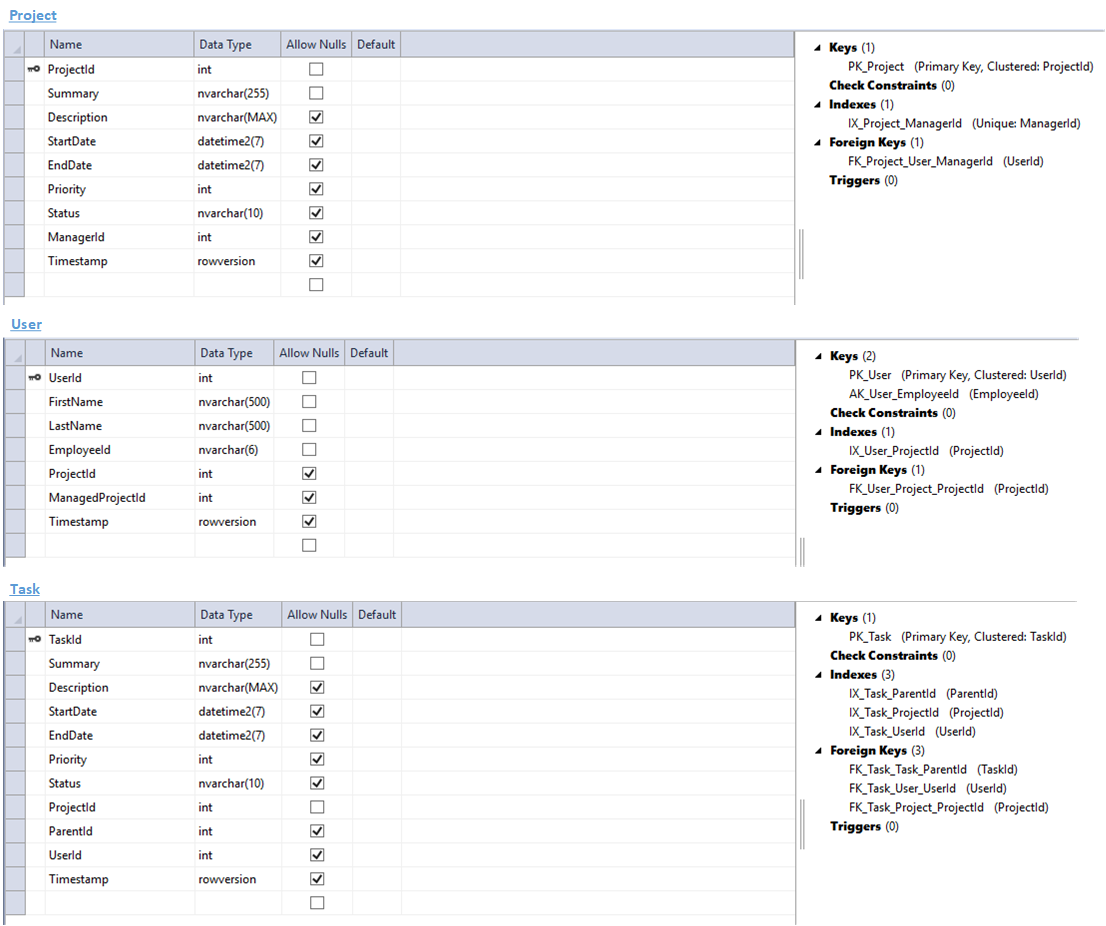 Project
Name Data Type Allow Nulls Default
ProjectId int
Summary nvarchar(255)
Description nvarchar(MAX)
StartDate datetime2(7)
EndDate datetime2(7)
Priority int
Status nvarchar(10)
ManagerId int
Timestamp rowversion
Keys (1)
PK_Project (Primary Key, Clustered: ProjectId)
Check Constraints (0)
Indexes (1)
IX_Project_ManagerId (Unique: ManagerId)
Foreign Keys (1)
FK_Project_User_ManagerId (UserId)
Triggers (0)
User
Name Data Type Allow Nulls Default
UserId int
FirstName nvarchar(500)
LastName nvarchar(500)
EmployeeId nvarchar(6)
ProjectId int
ManagedProjectId int
Timestamp rowversion
Keys (2)
PK_User (Primary Key, Clustered: UserId)
AK_User_EmployeeId (EmployeeId)
Check Constraints (0)
Indexes (1)
IX_User_ProjectId (ProjectId)
Foreign Keys (1)
FK_User_Project_ProjectId (ProjectId)
Triggers (0)
Task
Name Data Type Allow Nulls Default
TaskId int
Summary nvarchar(255)
Description nvarchar(MAX)
StartDate datetime2(7)
EndDate datetime2(7)
Priority int
Status nvarchar(10)
ProjectId int
ParentId int
UserId int
Timestamp rowversion
Keys (1)
PK_Task (Primary Key, Clustered: TaskId)
Check Constraints (0)
Indexes (3)
IX_Task_ParentId (ParentId)
IX_Task_ProjectId (ProjectId)
IX_Task_UserId (UserId)
Foreign Keys (3)
FK_Task_Task_ParentId (TaskId)
FK_Task_User_UserId (UserId)
FK_Task_Project_ProjectId (ProjectId)
Triggers (0)